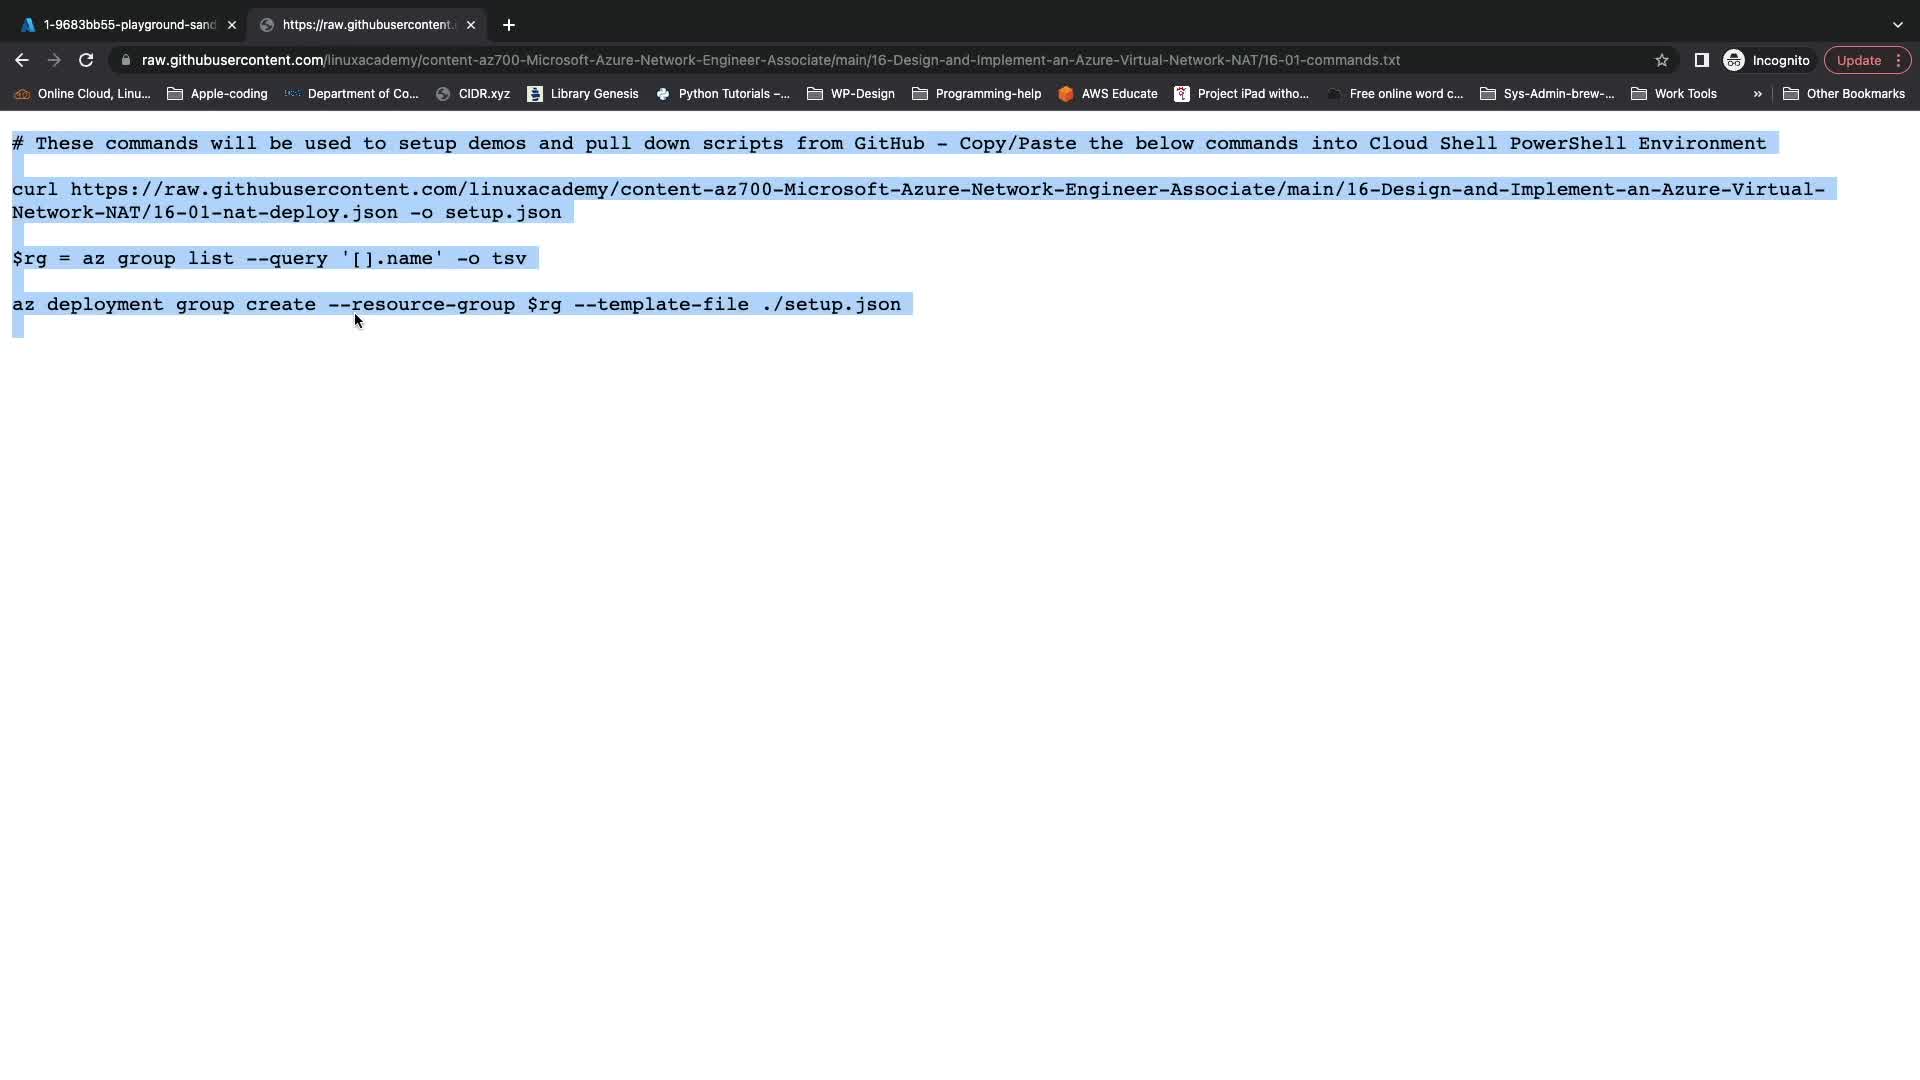 1-9683bb55-playground-sand
https://raw.githubusercontent.
raw.githubusercontent.com/linuxacademy/content-az700-Microsoft-Azure-Network-Engineer-Associate/main/16-Design-and-Implement-an-Azure-Virtual-Network-NAT/16-01-commands.txt
Incognito
Update
Online Cloud, Linu...
Apple-coding
Department of Co...
CIDR.xyz
Library Genesis
Python Tutorials –...
WP-Design
Programming-help
AWS Educate
Project iPad witho...
Free online word c...
Sys-Admin-brew-...
Work Tools
»
Other Bookmarks
# These commands will be used to setup demos and pull down scripts from GitHub - Copy/Paste the below commands into Cloud Shell PowerShell Environment
curl https://raw.githubusercontent.com/linuxacademy/content-az700-Microsoft-Azure-Network-Engineer-Associate/main/16-Design-and-Implement-an-Azure-Virtual-
Network-NAT/16-01-nat-deploy.json -o setup.json
$rg = az group list --query '[].name' -o tsv
az deployment group create --resource-group $rg --template-file ./setup.json